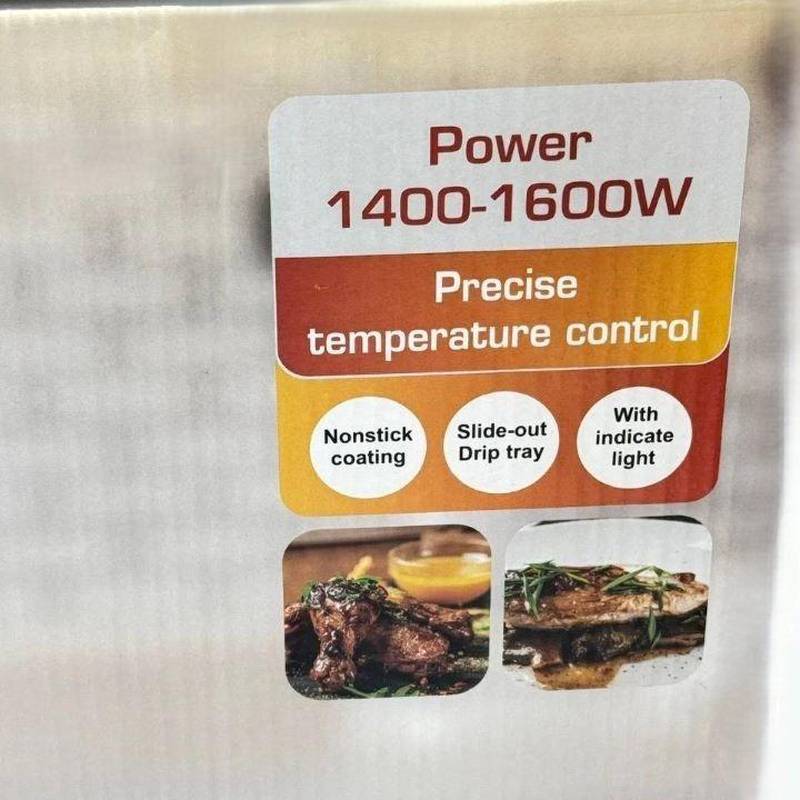 Power
1400-1600W
Precise
temperature control
Nonstick
coating
Slide-out
Drip tray
With
indicate
light